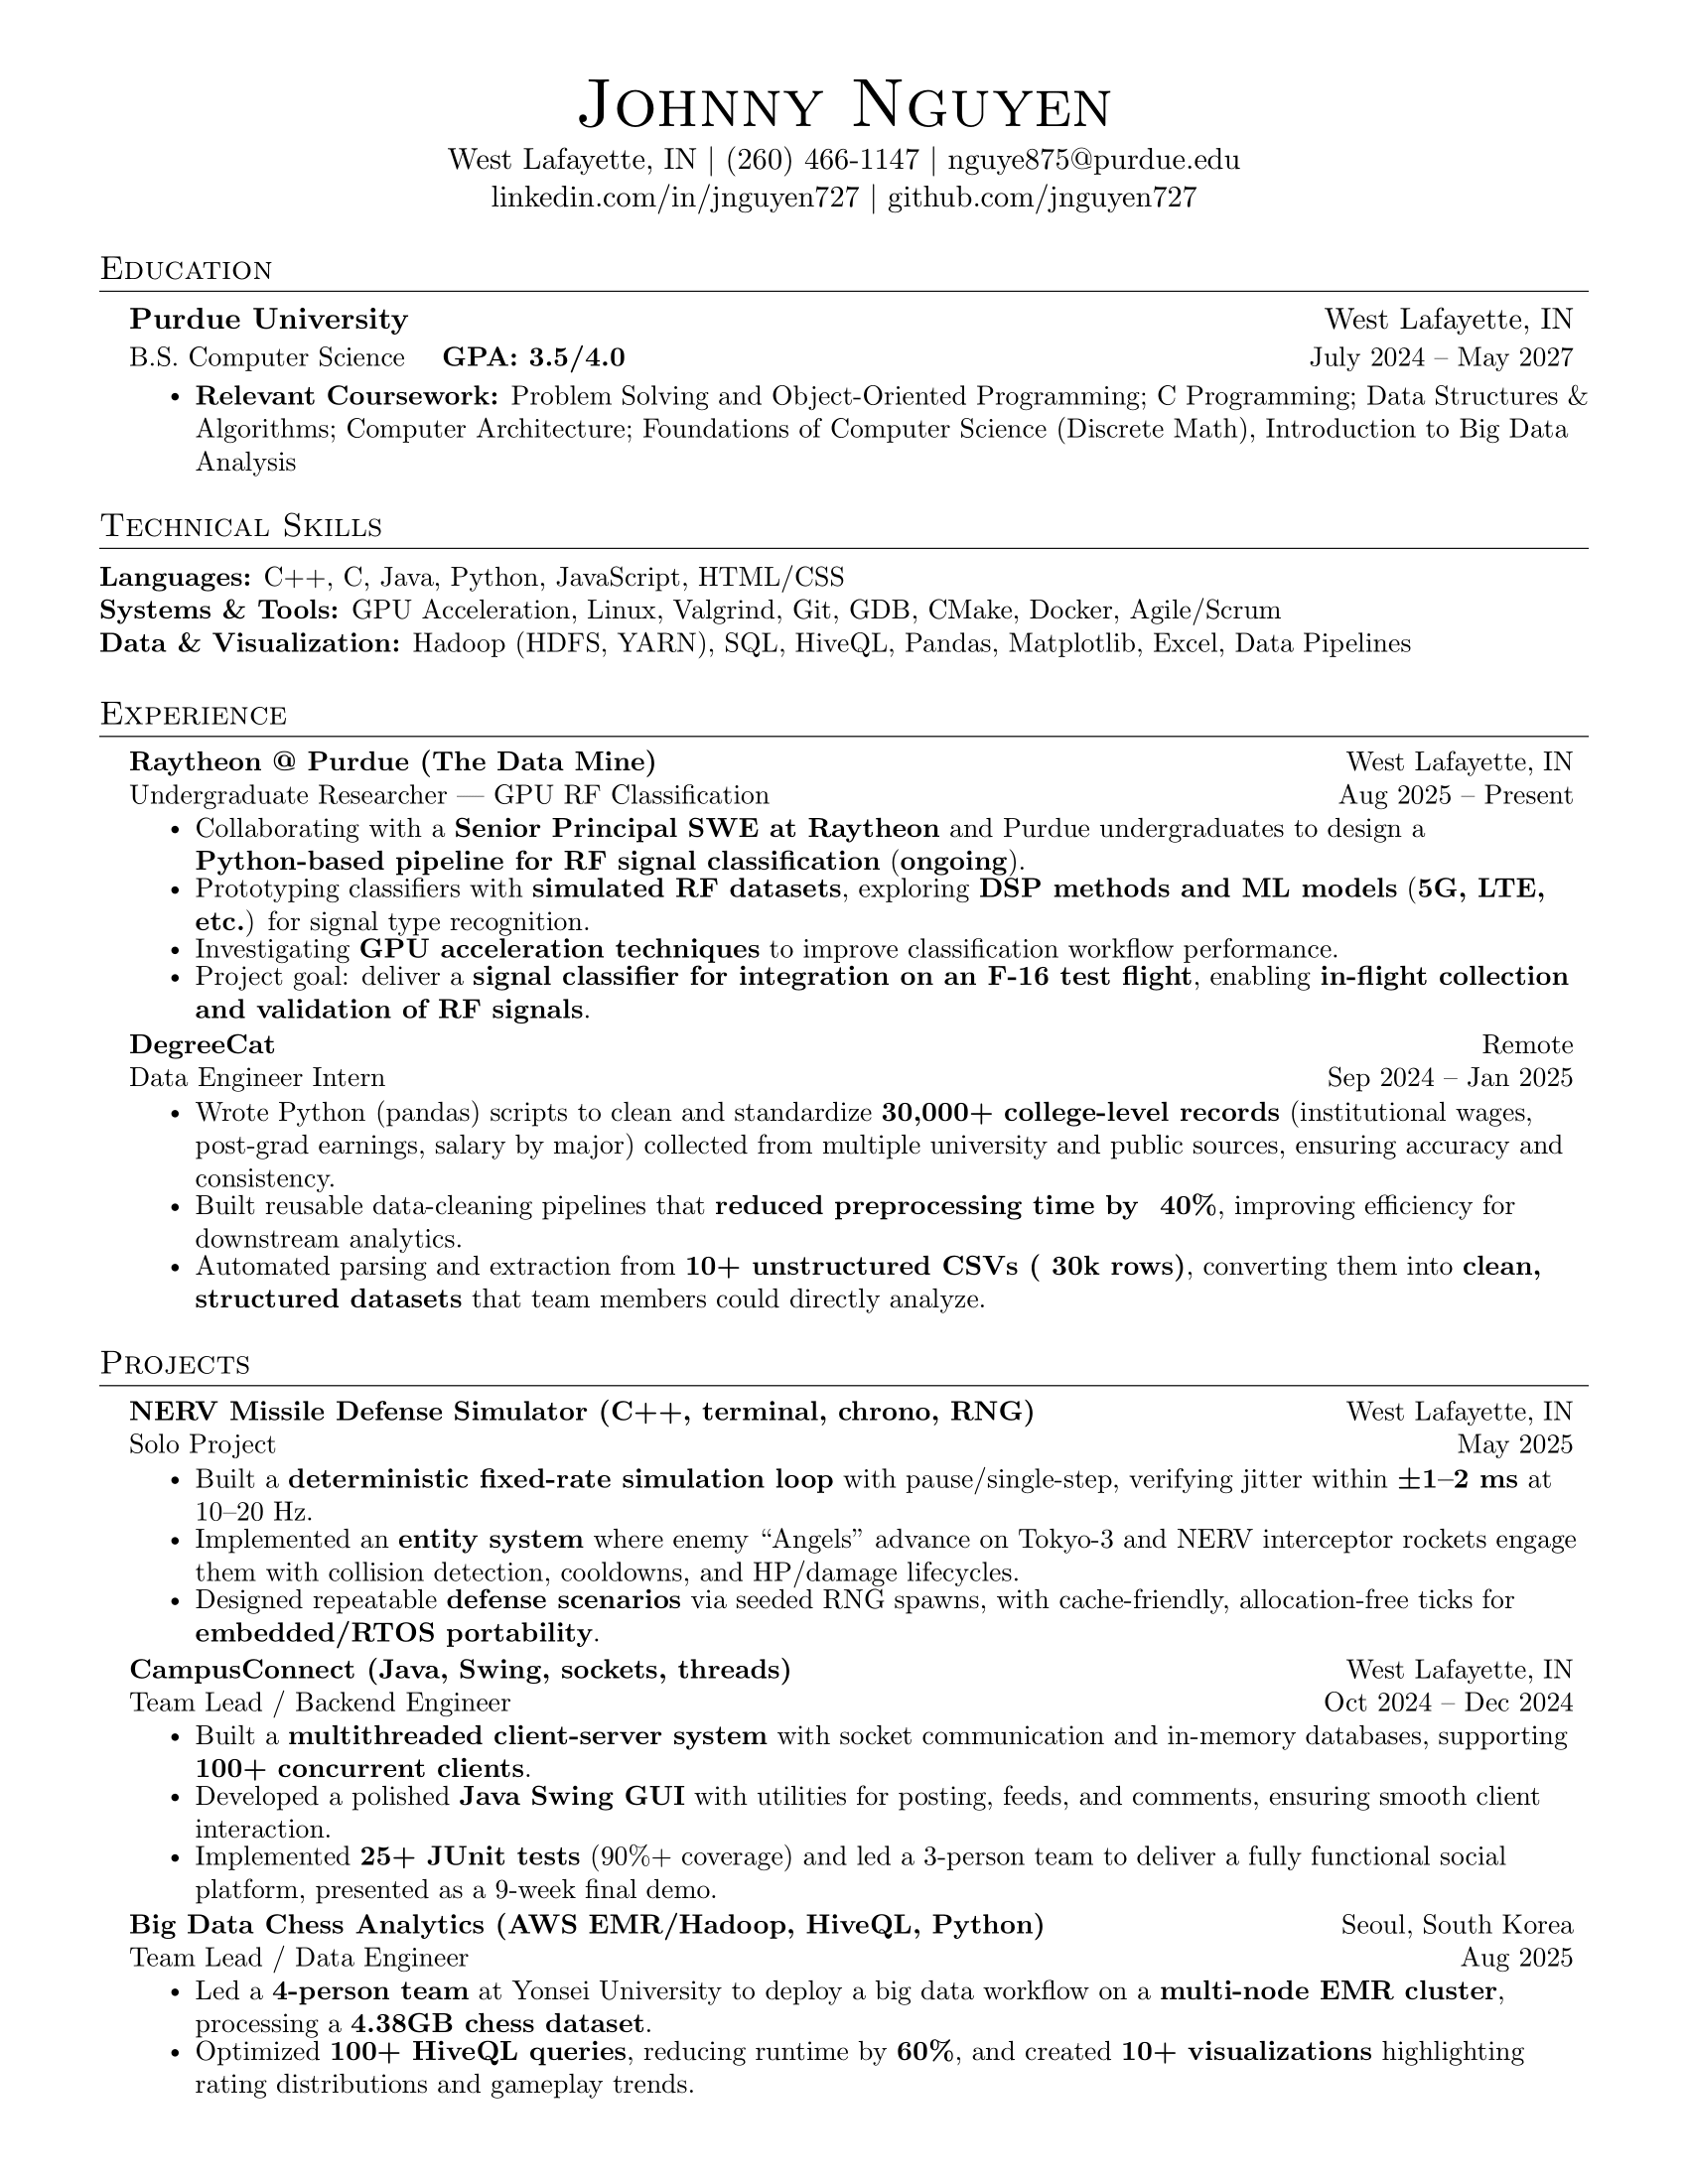 Johnny Nguyen
West Lafayette, IN | (260) 466-1147 | nguye875@purdue.edu
linkedin.com/in/jnguyen727 | github.com/jnguyen727
Education
Purdue University West Lafayette, IN
B.S. Computer Science GPA: 3.5/4.0 July 2024 – May 2027
• Relevant Coursework: Problem Solving and Object-Oriented Programming; C Programming; Data Structures &
Algorithms; Computer Architecture; Foundations of Computer Science (Discrete Math), Introduction to Big Data
Analysis
Technical Skills
Languages: C++, C, Java, Python, JavaScript, HTML/CSS
Systems & Tools: GPU Acceleration, Linux, Valgrind, Git, GDB, CMake, Docker, Agile/Scrum
Data & Visualization: Hadoop (HDFS, YARN), SQL, HiveQL, Pandas, Matplotlib, Excel, Data Pipelines
Experience
Raytheon @ Purdue (The Data Mine) West Lafayette, IN
Undergraduate Researcher — GPU RF Classification Aug 2025 – Present
• Collaborating with a Senior Principal SWE at Raytheon and Purdue undergraduates to design a
Python-based pipeline for RF signal classification (ongoing).
• Prototyping classifiers with simulated RF datasets, exploring DSP methods and ML models (5G, LTE,
etc.) for signal type recognition.
• Investigating GPU acceleration techniques to improve classification workflow performance.
• Project goal: deliver a signal classifier for integration on an F-16 test flight, enabling in-flight collection
and validation of RF signals.
DegreeCat Remote
Data Engineer Intern Sep 2024 – Jan 2025
• Wrote Python (pandas) scripts to clean and standardize 30,000+ college-level records (institutional wages,
post-grad earnings, salary by major) collected from multiple university and public sources, ensuring accuracy and
consistency.
• Built reusable data-cleaning pipelines that reduced preprocessing time by 40%, improving efficiency for
downstream analytics.
• Automated parsing and extraction from 10+ unstructured CSVs ( 30k rows), converting them into clean,
structured datasets that team members could directly analyze.
Projects
NERV Missile Defense Simulator (C++, terminal, chrono, RNG) West Lafayette, IN
Solo Project May 2025
• Built a deterministic fixed-rate simulation loop with pause/single-step, verifying jitter within ±1–2 ms at
10–20 Hz.
• Implemented an entity system where enemy “Angels” advance on Tokyo-3 and NERV interceptor rockets engage
them with collision detection, cooldowns, and HP/damage lifecycles.
• Designed repeatable defense scenarios via seeded RNG spawns, with cache-friendly, allocation-free ticks for
embedded/RTOS portability.
CampusConnect (Java, Swing, sockets, threads) West Lafayette, IN
Team Lead / Backend Engineer Oct 2024 – Dec 2024
• Built a multithreaded client-server system with socket communication and in-memory databases, supporting
100+ concurrent clients.
• Developed a polished Java Swing GUI with utilities for posting, feeds, and comments, ensuring smooth client
interaction.
• Implemented 25+ JUnit tests (90%+ coverage) and led a 3-person team to deliver a fully functional social
platform, presented as a 9-week final demo.
Big Data Chess Analytics (AWS EMR/Hadoop, HiveQL, Python) Seoul, South Korea
Team Lead / Data Engineer Aug 2025
• Led a 4-person team at Yonsei University to deploy a big data workflow on a multi-node EMR cluster,
processing a 4.38GB chess dataset.
• Optimized 100+ HiveQL queries, reducing runtime by 60%, and created 10+ visualizations highlighting
rating distributions and gameplay trends.